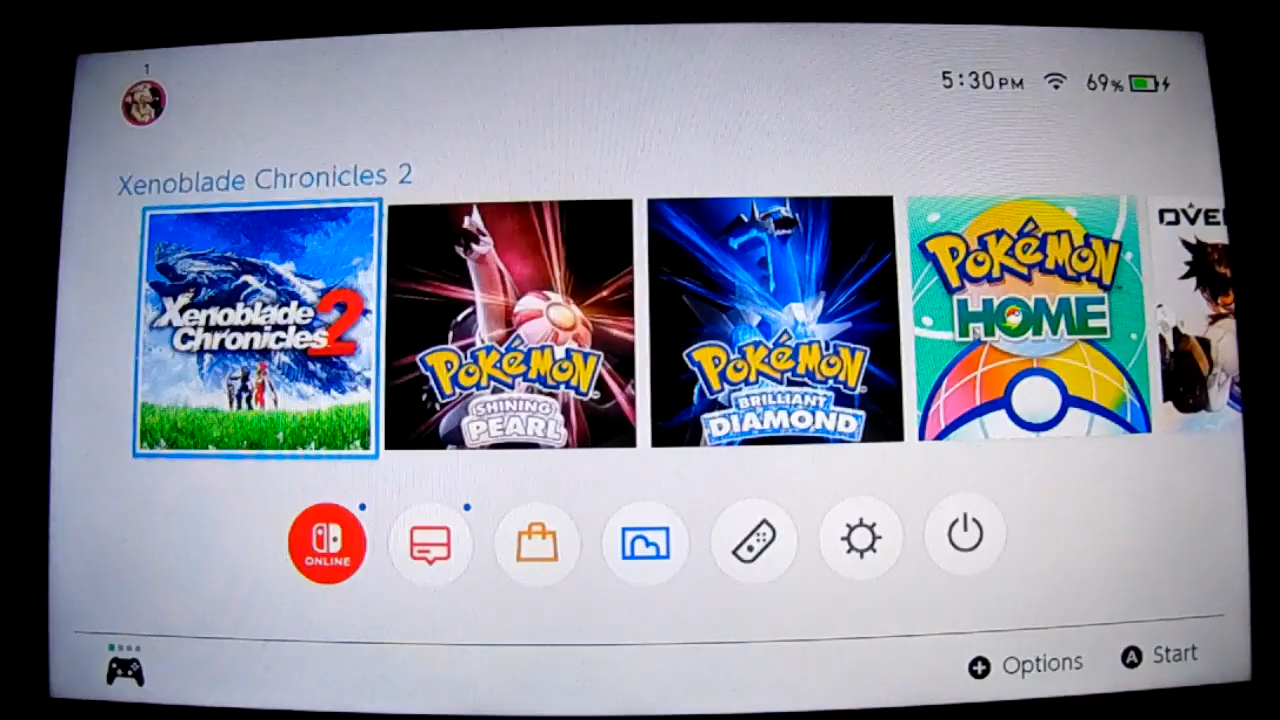 1
5:30PM 69%
Xenoblade Chronicles 2
Xenoblade
Chronicles 2
POKéMON
SHINING
PEARL
POKéMON
BRILLIANT
DIAMOND
POKéMON
HOME
OVE
ONLINE
Options
A Start